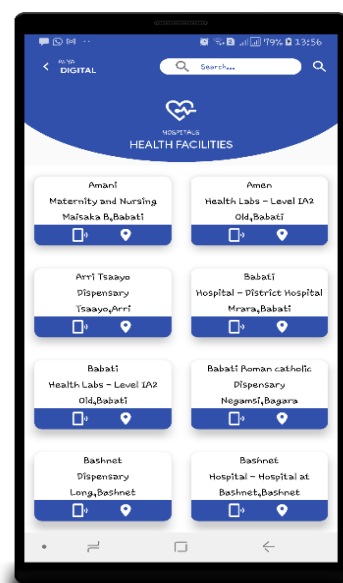 79% 13:56
DIGITAL
Search...
HOSPITALS
HEALTH FACILITIES
Amani
Maternity and Nursing
Maisaka B,Babati
Amen
Health Labs - Level IA2
Old,Babati
Arri Tsaayo
Dispensary
Tsaayo,Arri
Babati
Hospital - District Hospital
Mrara,Babati
Babati
Health Labs - Level IA2
Old,Babati
Babati Roman catholic
Dispensary
Negamsi,Bagara
Bashnet
Dispensary
Long,Bashnet
Bashnet
Hospital - Hospital at
Bashnet,Bashnet